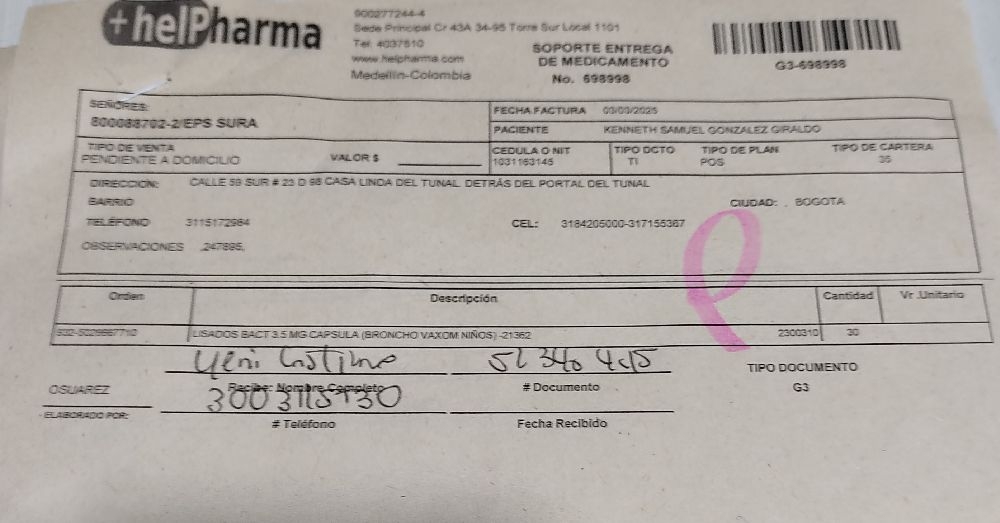 +helPharma
900277244-4
Sede Principal Cr 43A 34-95 Torre Sur Local 1101
Tel. 4037810
www.helpharma.com
Medellin-Colombia
SOPORTE ENTREGA
DE MEDICAMENTO
No. 698998
G3-698998
SEÑORES:
800088702-2/EPS SURA
FECHA FACTURA 03/03/2025
PACIENTE KENNETH SAMUEL GONZALEZ GIRALDO
TIPO DE VENTA
PENDIENTE A DOMICILIO
VALOR $
CEDULA O NIT
1031163145
TIPO DCTO
TI
TIPO DE PLAN
POS
TIPO DE CARTERA
35
DIRECCION: CALLE 59 SUR # 23 D 98 CASA LINDA DEL TUNAL DETRÁS DEL PORTAL DEL TUNAL
BARRIO
CIUDAD: . BOGOTA
TELÉFONO 3115172984
CEL: 3184205000-317155367
OBSERVACIONES .247895.
Orden Descripción Cantidad Vr .Unitario
LISADOS BACT 3.5 MG CAPSULA (BRONCHO VAXOM NIÑOS) -21362 2300310 30
Yeni
Recibe: Nombre Completo
# Documento
TIPO DOCUMENTO
G3
OSUAREZ
3003115930
ELABORADO POR:
# Teléfono
Fecha Recibido